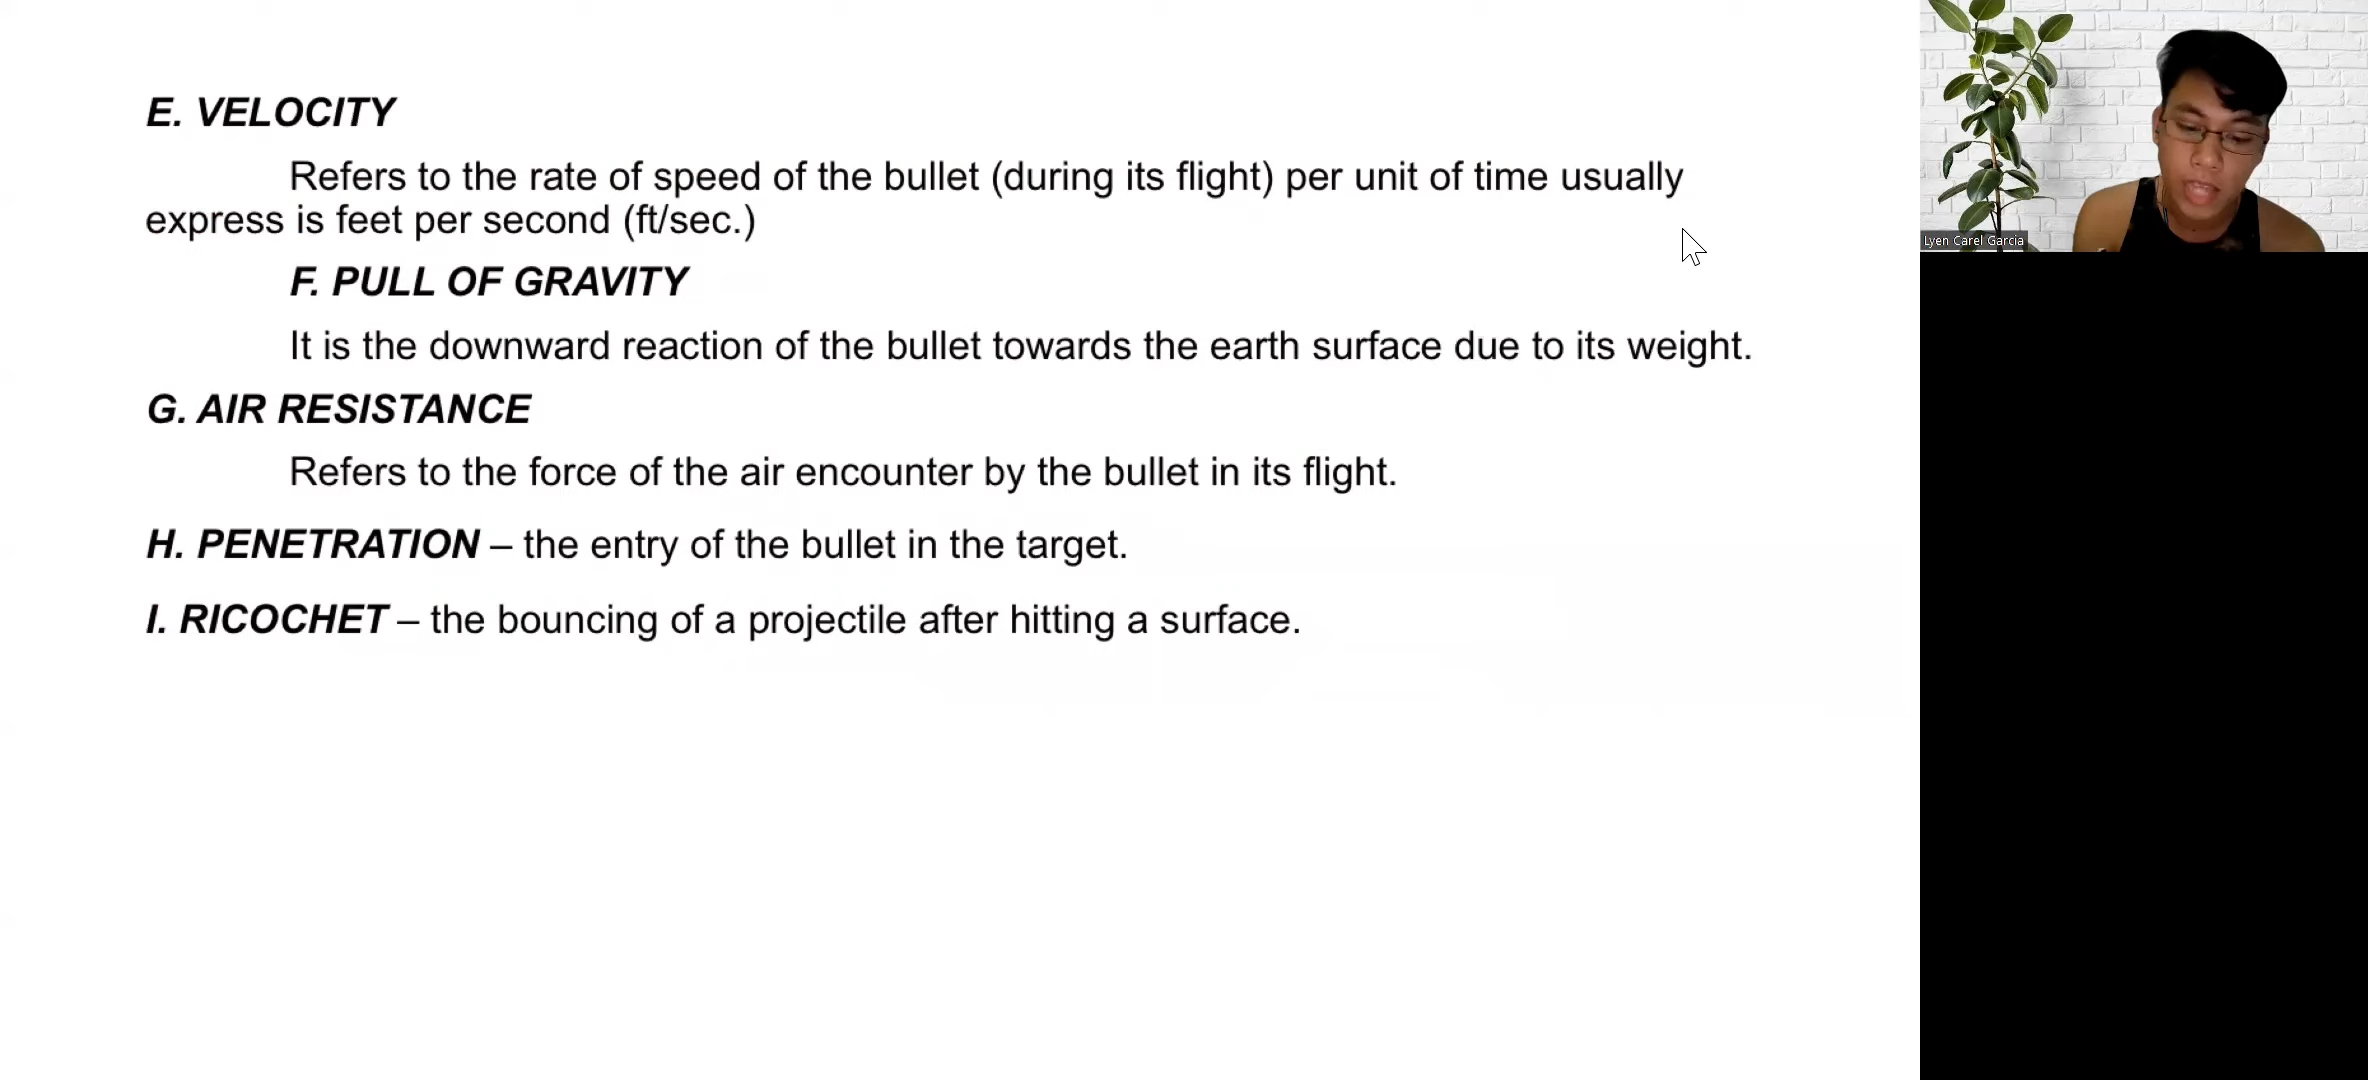 E. VELOCITY
Refers to the rate of speed of the bullet (during its flight) per unit of time usually
express is feet per second (ft/sec.)
F. PULL OF GRAVITY
It is the downward reaction of the bullet towards the earth surface due to its weight.
G. AIR RESISTANCE
Refers to the force of the air encounter by the bullet in its flight.
H. PENETRATION – the entry of the bullet in the target.
I. RICOCHET – the bouncing of a projectile after hitting a surface.
Lyen Carel Garcia